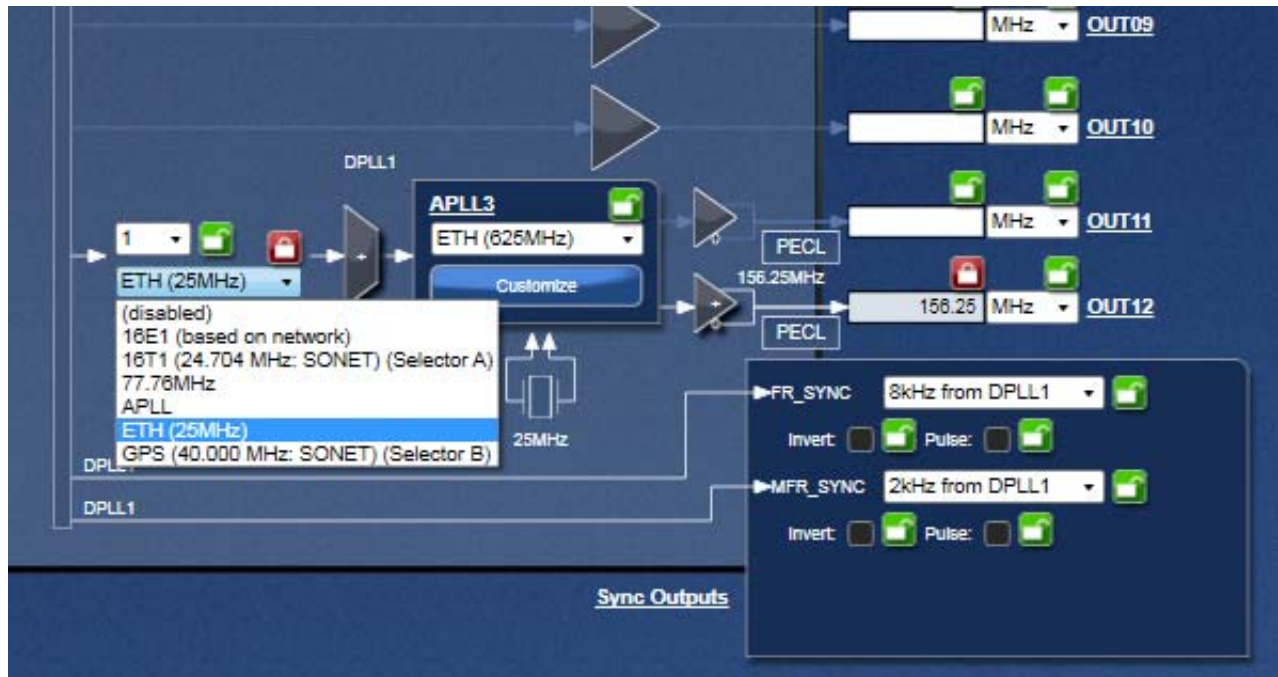 MHz OUT09
MHz OUT10
DPLL1
APLL3
1
ETH (625MHz)
MHz OUT11
PECL
ETH (25MHz)
Customize
156.25MHz
156.25 MHz OUT12
PECL
(disabled)
16E1 (based on network)
16T1 (24.704 MHz: SONET) (Selector A)
77.76MHz
APLL
ETH (25MHz)
GPS (40.000 MHz: SONET) (Selector B)
25MHz
FR_SYNC 8kHz from DPLL1
Invert: Pulse:
DPLL1
MFR_SYNC 2kHz from DPLL1
DPLL1
Invert: Pulse:
Sync Outputs